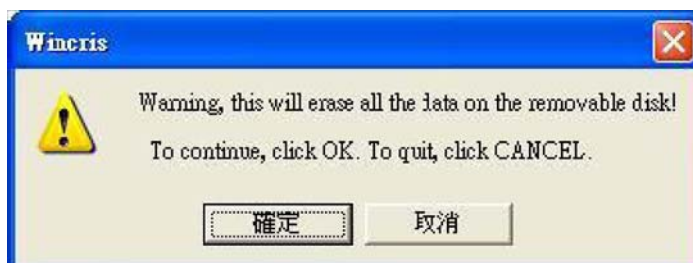 Wincris
Warning, this will erase all the data on the removable disk!
To continue, click OK. To quit, click CANCEL.
確定
取消